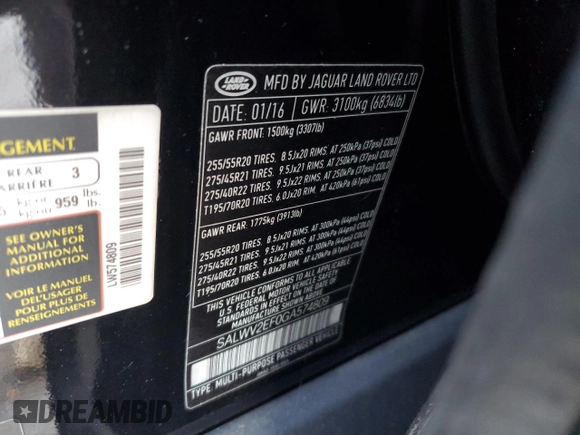 GEMENT
REAR 3
ARRIÈRE
kg or 959 lbs.
kg ou lb.
SEE OWNER'S
MANUAL FOR
ADDITIONAL
INFORMATION
Voir le Manuel
de L'USAGER
POUR PLUS DE
RENSEIGNEMENTS
LW574809
LAND ROVER
MFD BY JAGUAR LAND ROVER LTD
DATE: 01/16 GWR: 3100kg (6834lb)
GAWR FRONT: 1500kg (3307lb)
255/55R20 TIRES. 8.5Jx20 RIMS. AT 250kPa (37psi) COLD
275/45R21 TIRES. 9.5Jx21 RIMS. AT 250kPa (37psi) COLD
275/40R22 TIRES. 9.5Jx22 RIMS. AT 250kPa (37psi) COLD
T195/70R20 TIRES. 6.0Jx20 RIM. AT 420kPa (61psi) COLD
GAWR REAR: 1775kg (3913lb)
255/55R20 TIRES. 8.5Jx20 RIMS. AT 300kPa (44psi) COLD
275/45R21 TIRES. 9.5Jx21 RIMS. AT 300kPa (44psi) COLD
275/40R22 TIRES. 9.5Jx22 RIMS. AT 300kPa (44psi) COLD
T195/70R20 TIRES. 6.0Jx20 RIM. AT 420kPa (61psi) COLD
THIS VEHICLE CONFORMS TO ALL APPLICABLE
U.S. FEDERAL MOTOR VEHICLE SAFETY
STANDARDS IN EFFECT ON THE DATE OF
MANUFACTURE SHOWN ABOVE.
SALWV2EF0GA574809
TYPE: MULTI-PURPOSE PASSENGER VEHICLE
DREAMBID